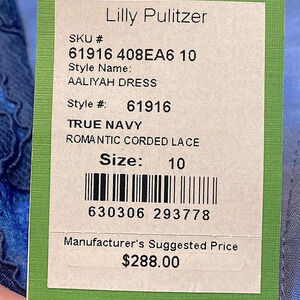 Lilly Pulitzer
SKU #
61916 408EA6 10
Style Name:
AALIYAH DRESS
Style #: 61916
TRUE NAVY
ROMANTIC CORDED LACE
Size: 10
630306 293778
Manufacturer's Suggested Price
$288.00